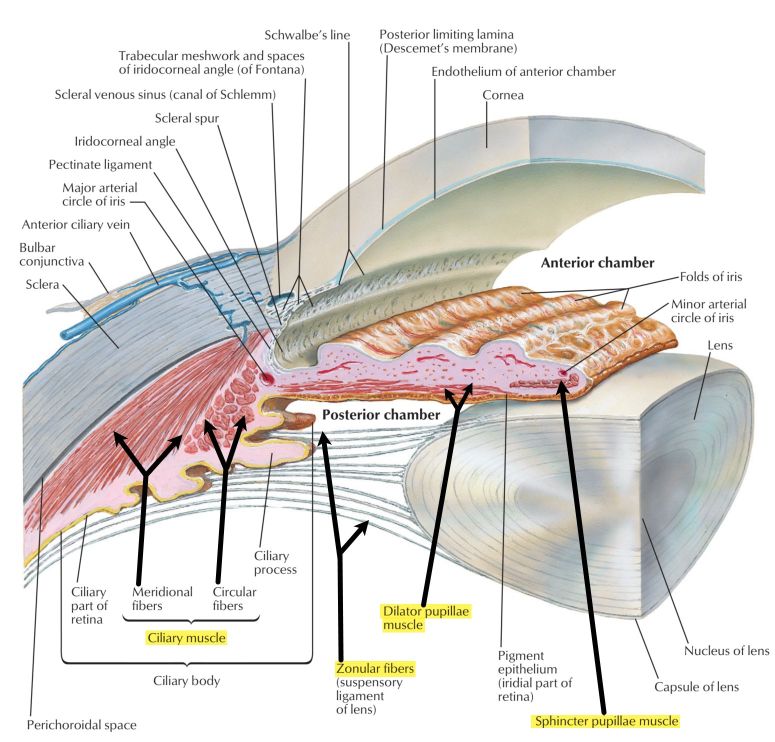 Schwalbe's line
Posterior limiting lamina
(Descemet's membrane)
Trabecular meshwork and spaces
of iridocorneal angle (of Fontana)
Endothelium of anterior chamber
Scleral venous sinus (canal of Schlemm)
Cornea
Scleral spur
Iridocorneal angle
Pectinate ligament
Major arterial
circle of iris
Anterior ciliary vein
Bulbar
conjunctiva
Sclera
Anterior chamber
Folds of iris
Minor arterial
circle of iris
Lens
Posterior chamber
Ciliary
process
Ciliary
part of
retina
Meridional
fibers
Circular
fibers
Ciliary muscle
Ciliary body
Perichoroidal space
Zonular fibers
(suspensory
ligament
of lens)
Dilator pupillae
muscle
Pigment
epithelium
(iridial part of
retina)
Sphincter pupillae muscle
Nucleus of lens
Capsule of lens